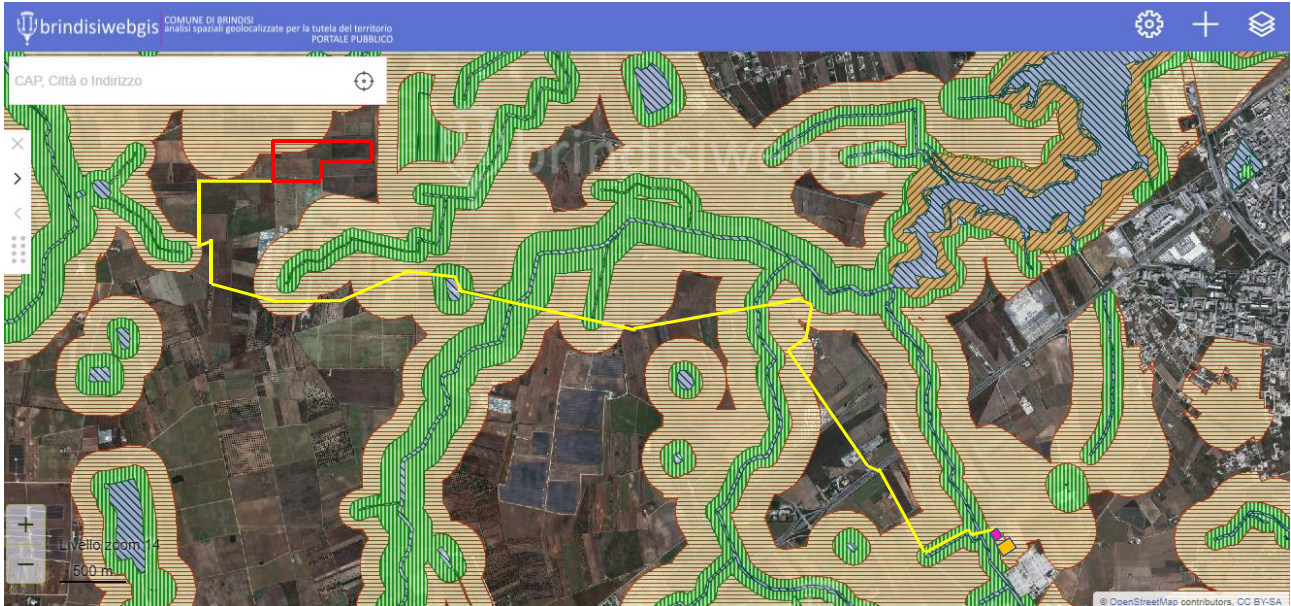 brindisiwebgis
COMUNE DI BRINDISI
analisi spaziali geolocalizzate per la tutela del territorio
PORTALE PUBBLICO
CAP, Città o Indirizzo
brindisiwebgis
+
−
Livello zoom 14
500 m
© OpenStreetMap contributors, CC BY-SA